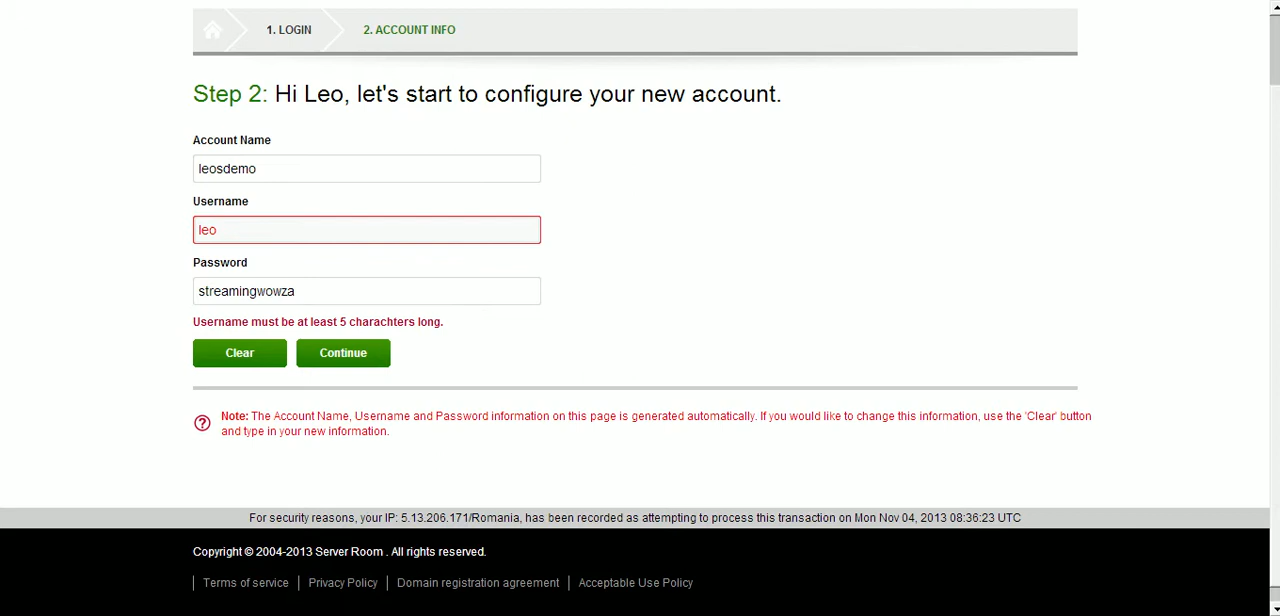 1. LOGIN
2. ACCOUNT INFO
Step 2: Hi Leo, let's start to configure your new account.
Account Name
leosdemo
Username
leo
Password
streamingwowza
Username must be at least 5 charachters long.
Clear
Continue
Note: The Account Name, Username and Password information on this page is generated automatically. If you would like to change this information, use the 'Clear' button
and type in your new information.
For security reasons, your IP: 5.13.206.171/Romania, has been recorded as attempting to process this transaction on Mon Nov 04, 2013 08:36:23 UTC
Copyright © 2004-2013 Server Room . All rights reserved.
Terms of service
Privacy Policy
Domain registration agreement
Acceptable Use Policy